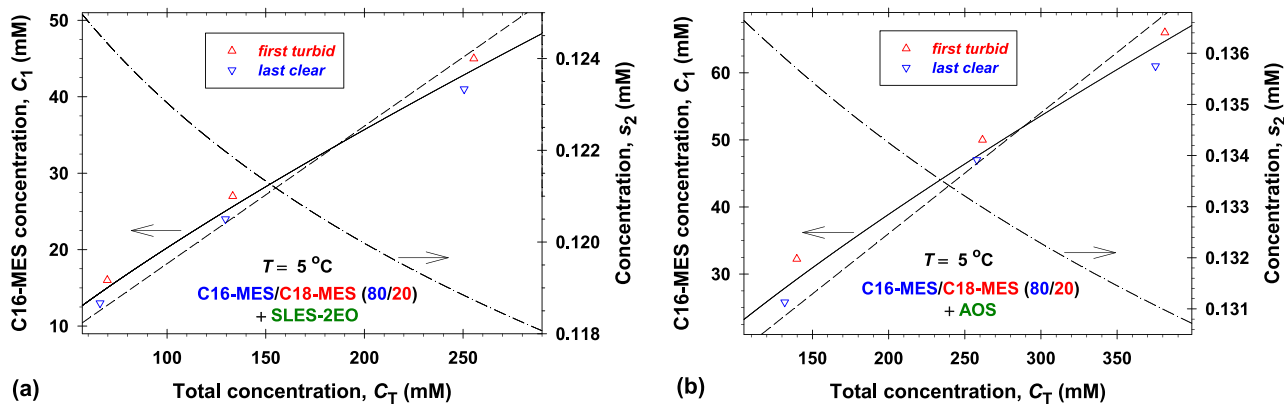 C16-MES concentration, C1 (mM)
50
40
30
20
10
first turbid
last clear
T = 5 °C
C16-MES/C18-MES (80/20)
+ SLES-2EO
0.124
0.122
0.120
0.118
Concentration, s2 (mM)
100 150 200 250
(a) Total concentration, CT (mM)
C16-MES concentration, C1 (mM)
60
50
40
30
first turbid
last clear
T = 5 °C
C16-MES/C18-MES (80/20)
+ AOS
0.136
0.135
0.134
0.133
0.132
0.131
Concentration, s2 (mM)
150 200 250 300 350
(b) Total concentration, CT (mM)